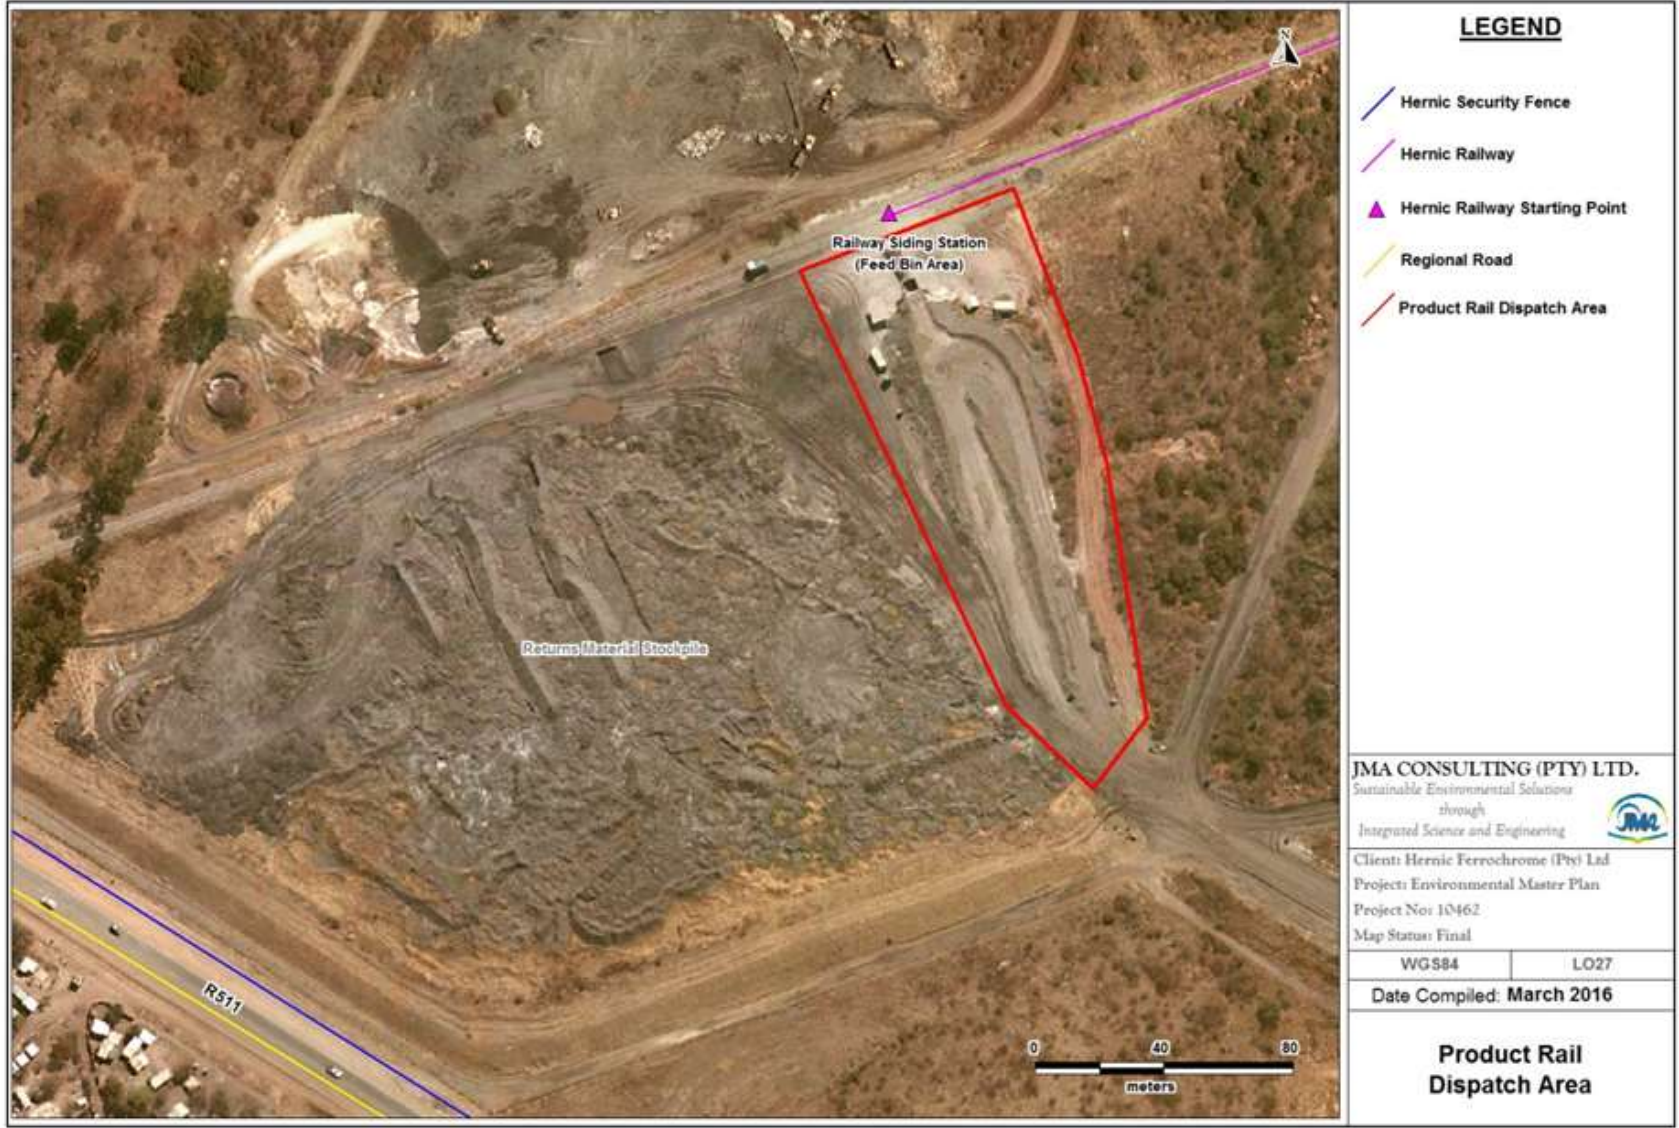 N
Railway Siding Station
(Feed Bin Area)
Returns Material Stockpile
R511
0 40 80
meters
LEGEND
Hernic Security Fence
Hernic Railway
Hernic Railway Starting Point
Regional Road
Product Rail Dispatch Area
JMA CONSULTING (PTY) LTD.
Sustainable Environmental Solutions
through
Integrated Science and Engineering
JMA
Client: Hernic Ferrochrome (Pty) Ltd
Project: Environmental Master Plan
Project No: 10462
Map Status: Final
WGS84 LO27
Date Compiled: March 2016
Product Rail
Dispatch Area